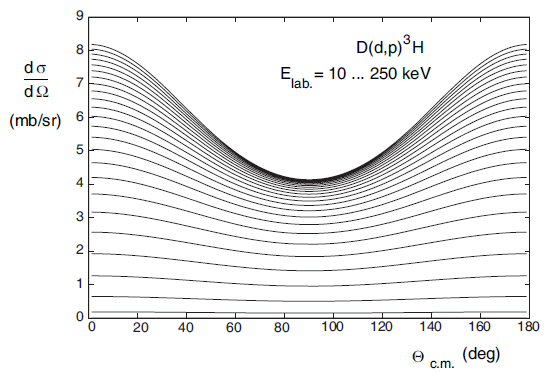 9
8
7
6
5
4
3
2
1
0
dσ
dΩ
(mb/sr)
D(d,p)³H
E_lab. = 10 ... 250 keV
0 20 40 60 80 100 120 140 160 180
Θ_c.m. (deg)